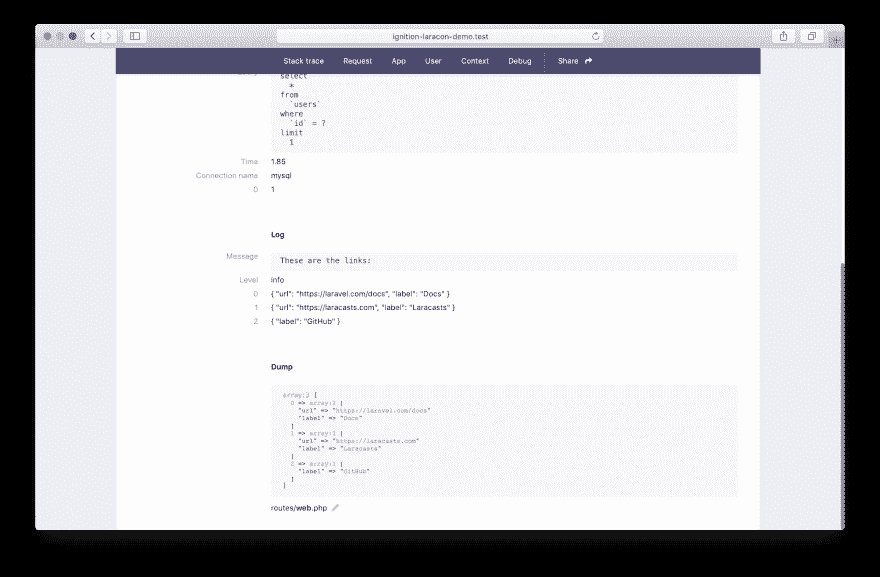 ignition-laracon-demo.test
Stack trace Request App User Context Debug Share
select
*
from
`users`
where
`id` = ?
limit
1
Time 1.85
Connection name mysql
0 1
Log
Message These are the links:
Level info
0 { "url": "https://laravel.com/docs", "label": "Docs" }
1 { "url": "https://laracasts.com", "label": "Laracasts" }
2 { "label": "GitHub" }
Dump
array:3 [
0 => array:2 [
"url" => "https://laravel.com/docs"
"label" => "Docs"
]
1 => array:2 [
"url" => "https://laracasts.com"
"label" => "Laracasts"
]
2 => array:1 [
"label" => "GitHub"
]
]
routes/web.php